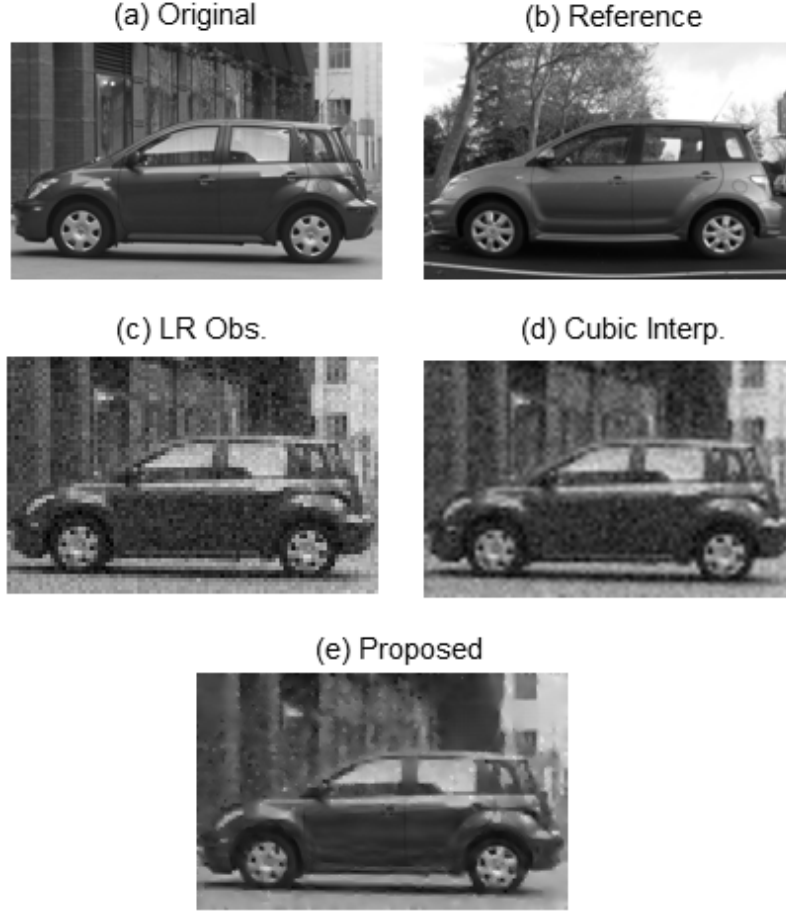 (a) Original
(b) Reference
(c) LR Obs.
(d) Cubic Interp.
(e) Proposed